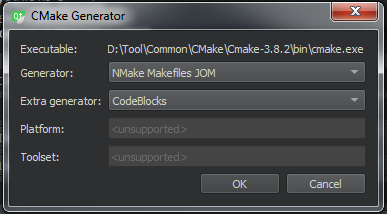 CMake Generator
Executable: D:\Tool\Common\CMake\Cmake-3.8.2\bin\cmake.exe
Generator: NMake Makefiles JOM
Extra generator: CodeBlocks
Platform: <unsupported>
Toolset: <unsupported>
OK Cancel